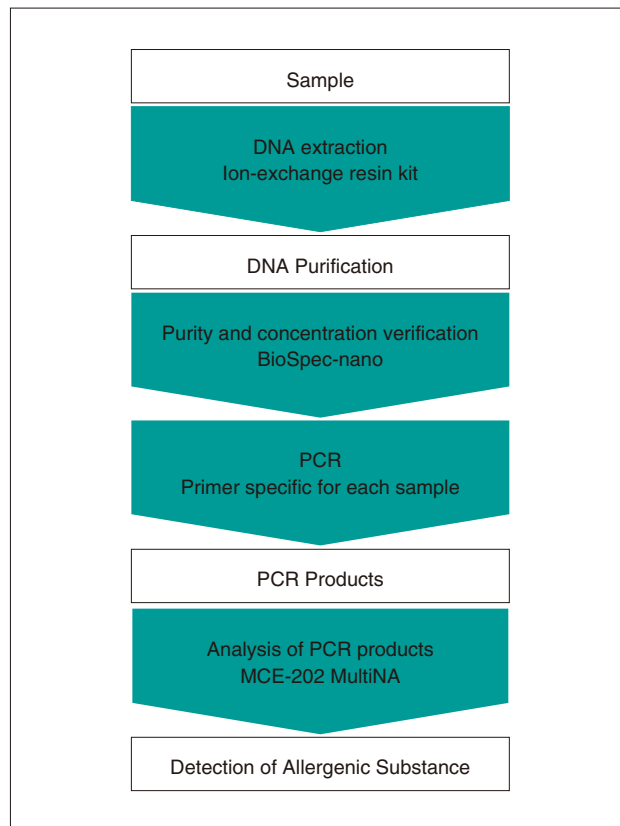 Sample
DNA extraction
Ion-exchange resin kit
DNA Purification
Purity and concentration verification
BioSpec-nano
PCR
Primer specific for each sample
PCR Products
Analysis of PCR products
MCE-202 MultiNA
Detection of Allergenic Substance